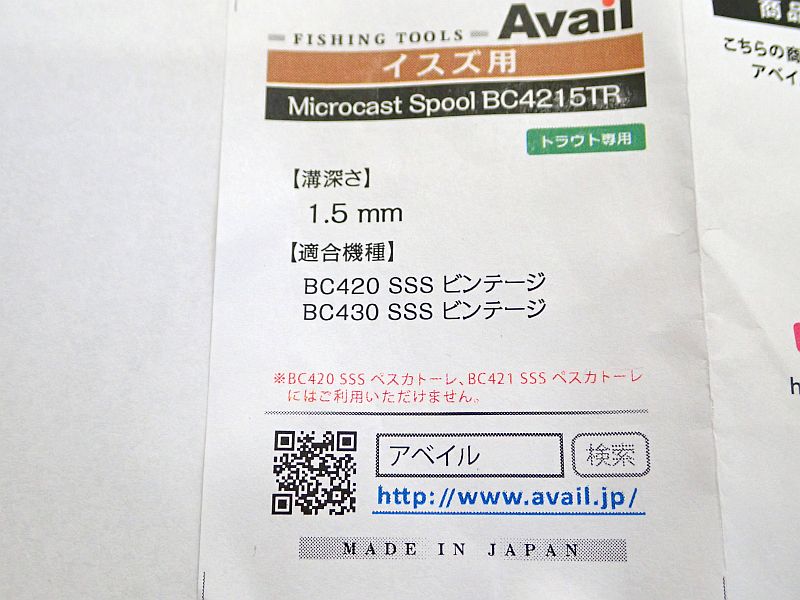 FISHING TOOLS Avail
イスズ用
Microcast Spool BC4215TR
トラウト専用
【溝深さ】
1.5 mm
【適合機種】
BC420 SSS ビンテージ
BC430 SSS ビンテージ
※BC420 SSS ペスカトーレ、BC421 SSS ペスカトーレ
にはご利用いただけません。
アベイル 検索
http://www.avail.jp/
MADE IN JAPAN
商品
こちらの商
アベイ
h